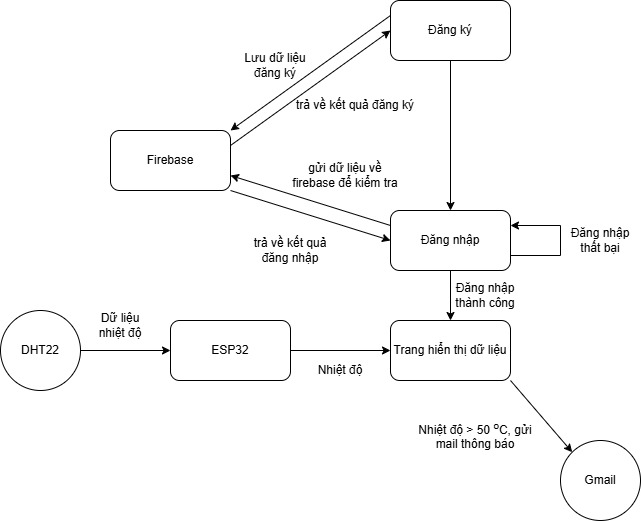 Đăng ký
Lưu dữ liệu
đăng ký
trả về kết quả đăng ký
Firebase
gửi dữ liệu về
firebase để kiểm tra
trả về kết quả
đăng nhập
Đăng nhập
Đăng nhập
thất bại
Đăng nhập
thành công
DHT22
Dữ liệu
nhiệt độ
ESP32
Nhiệt độ
Trang hiển thị dữ liệu
Nhiệt độ > 50 °C, gửi
mail thông báo
Gmail